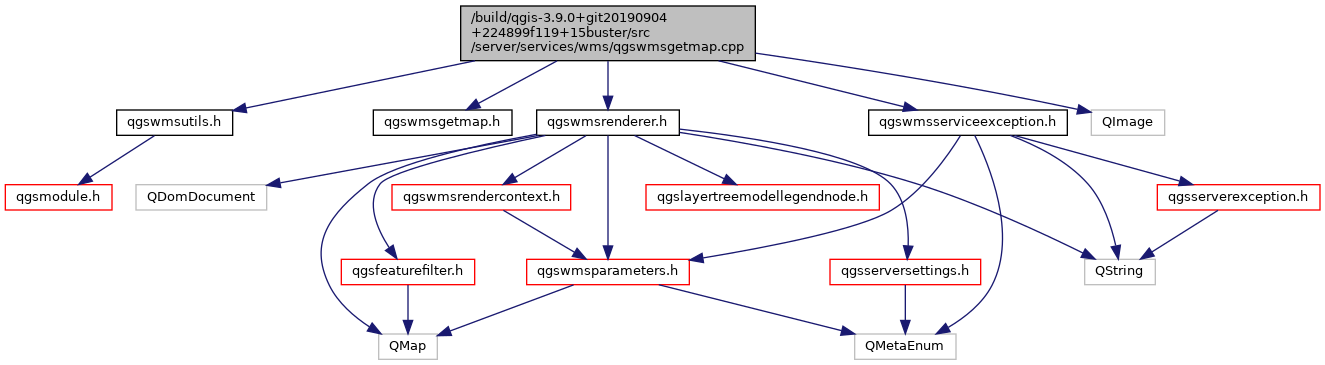 /build/qgis-3.9.0+git20190904
+224899f119+15buster/src
/server/services/wms/qgswmsgetmap.cpp
qgswmsutils.h
qgswmsgetmap.h
qgswmsrenderer.h
qgswmsserviceexception.h
QImage
qgsmodule.h
QDomDocument
qgswmsrendercontext.h
qgslayertreemodellegendnode.h
qgsserverexception.h
qgsfeaturefilter.h
qgswmsparameters.h
qgsserversettings.h
QString
QMap
QMetaEnum